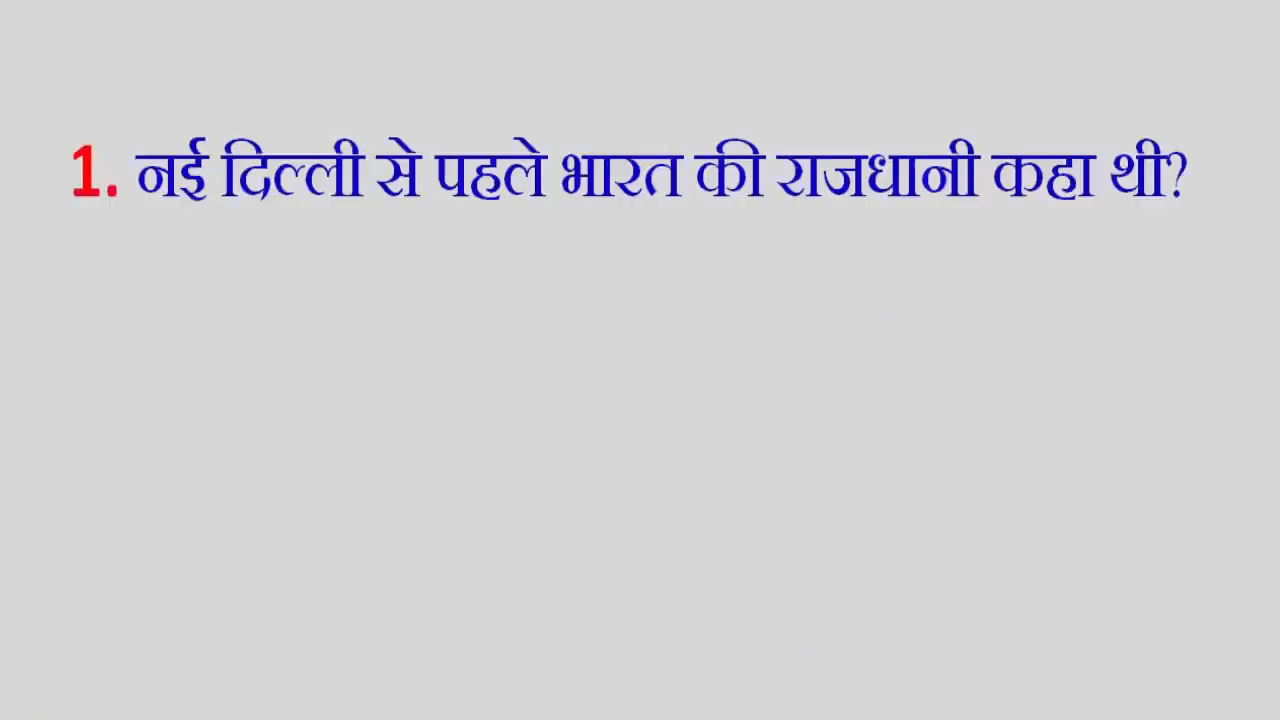 1. नई दिल्ली से पहले भारत की राजधानी कहा थी?